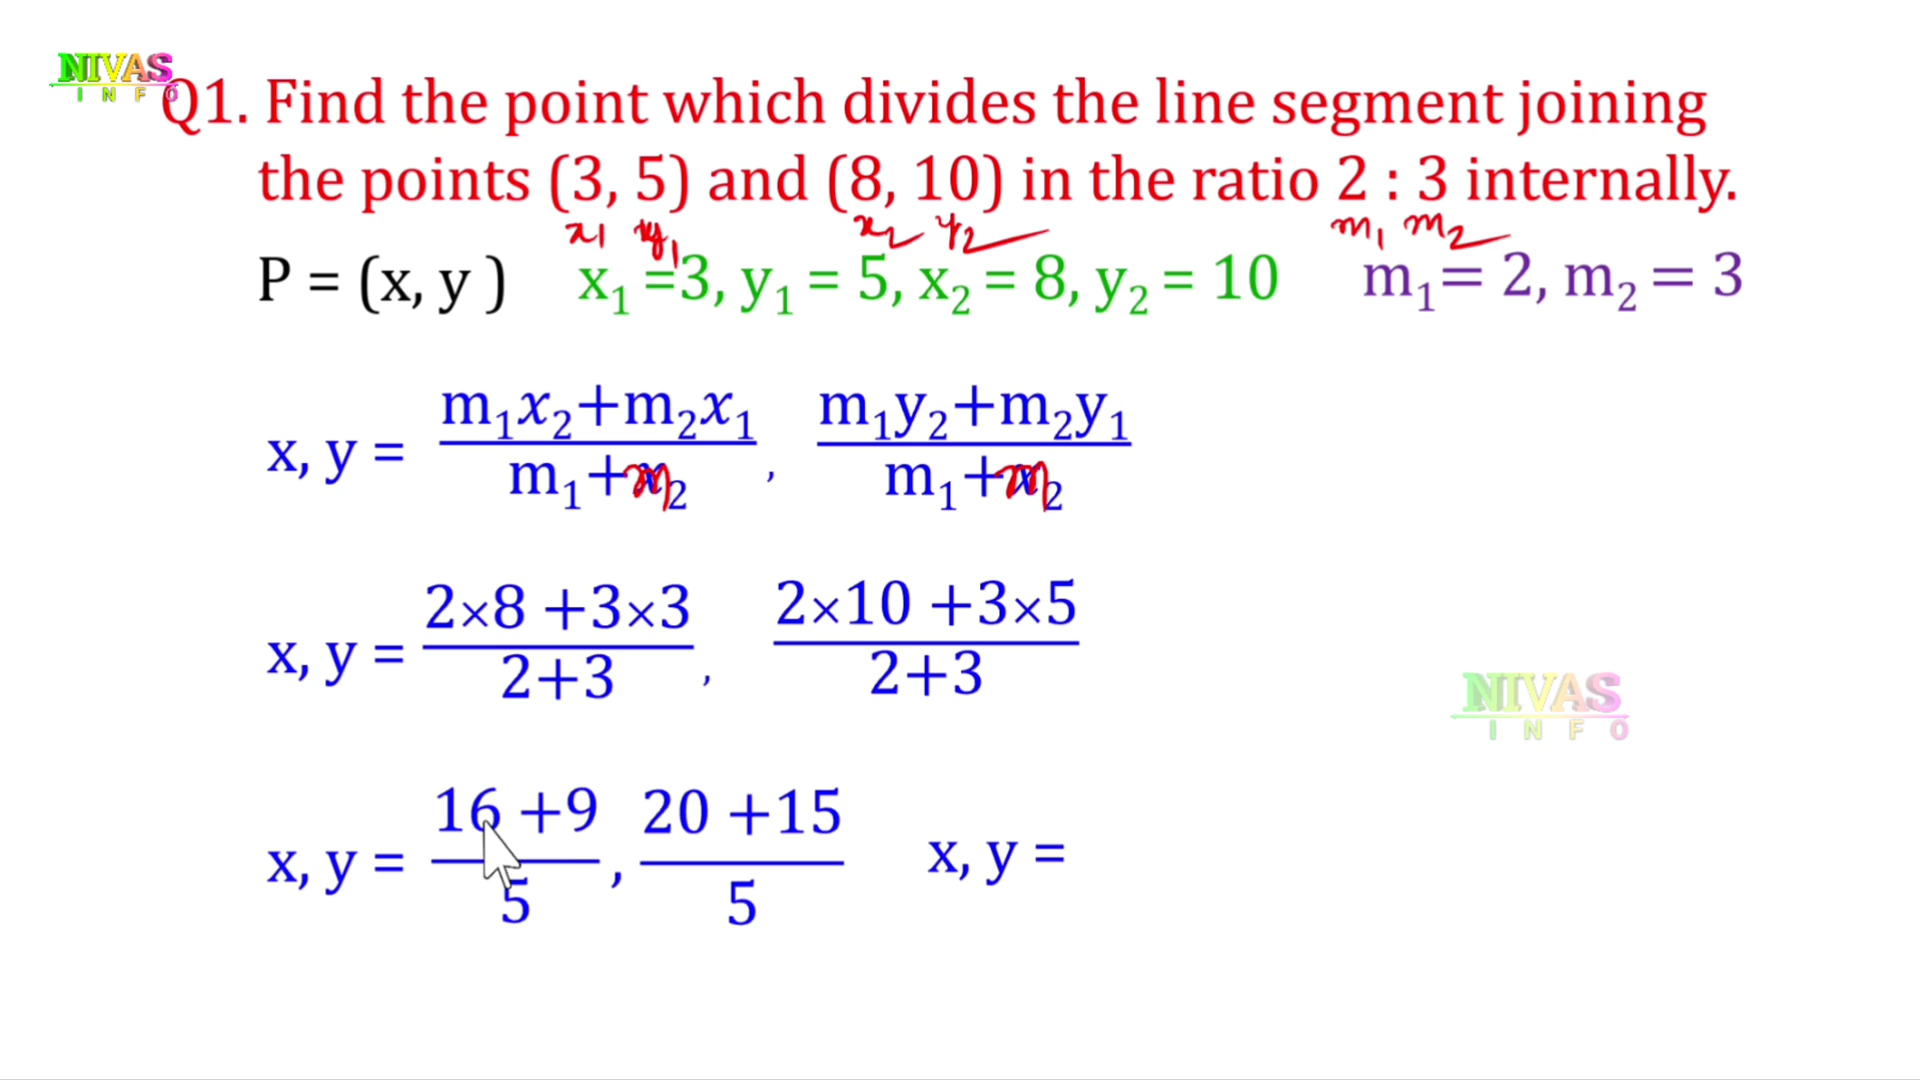 NIVAS
INFO
Q1. Find the point which divides the line segment joining
the points (3, 5) and (8, 10) in the ratio 2 : 3 internally.
x1 y1 x2 y2 m1 m2
P = (x, y ) x₁ =3, y₁ = 5, x₂ = 8, y₂ = 10 m₁= 2, m₂ = 3
x, y = m₁x₂+m₂x₁ / m₁+m₂ , m₁y₂+m₂y₁ / m₁+m₂
x, y = 2×8 +3×3 / 2+3 , 2×10 +3×5 / 2+3
NIVAS
INFO
x, y = 16 +9 / 5 , 20 +15 / 5 x, y =